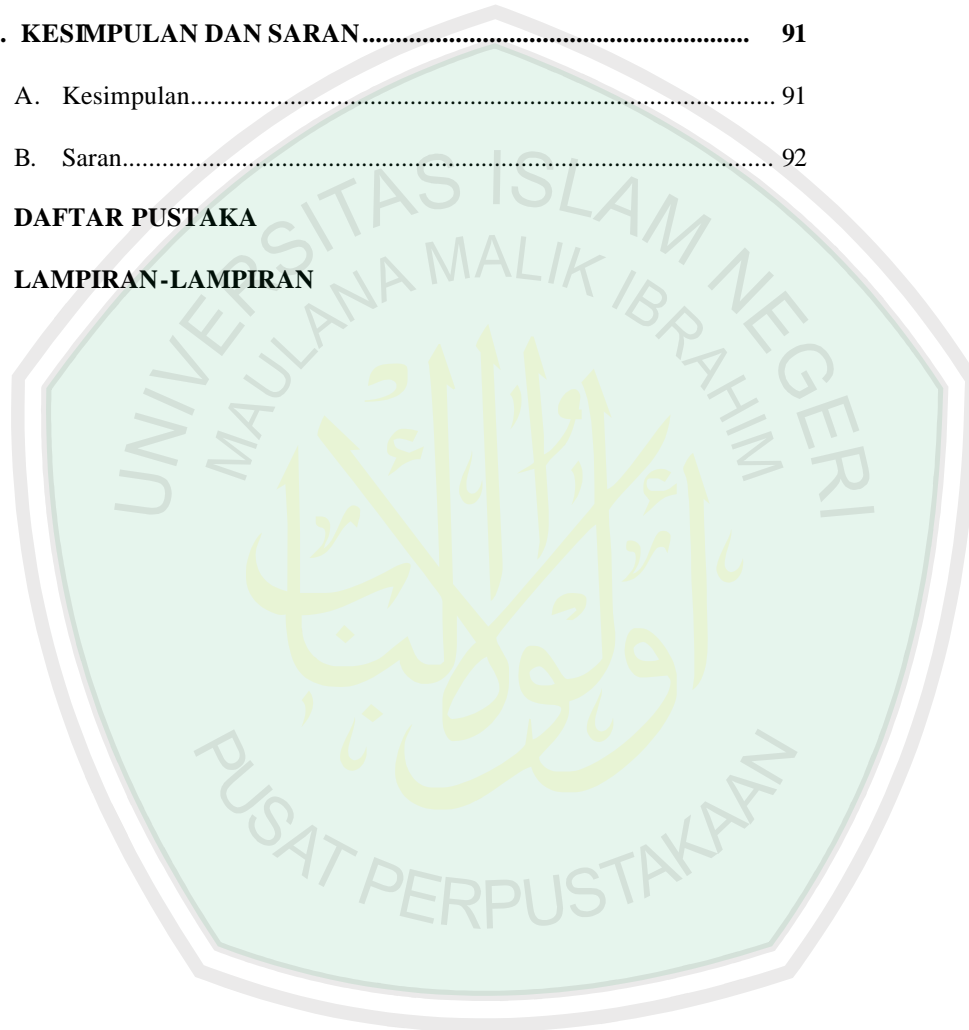 . KESIMPULAN DAN SARAN.......................................................... 91
A. Kesimpulan........................................................................................ 91
B. Saran.................................................................................................. 92
DAFTAR PUSTAKA
LAMPIRAN-LAMPIRAN
UNIVERSITAS ISLAM NEGERI
MAULANA MALIK IBRAHIM
PUSAT PERPUSTAKAAN